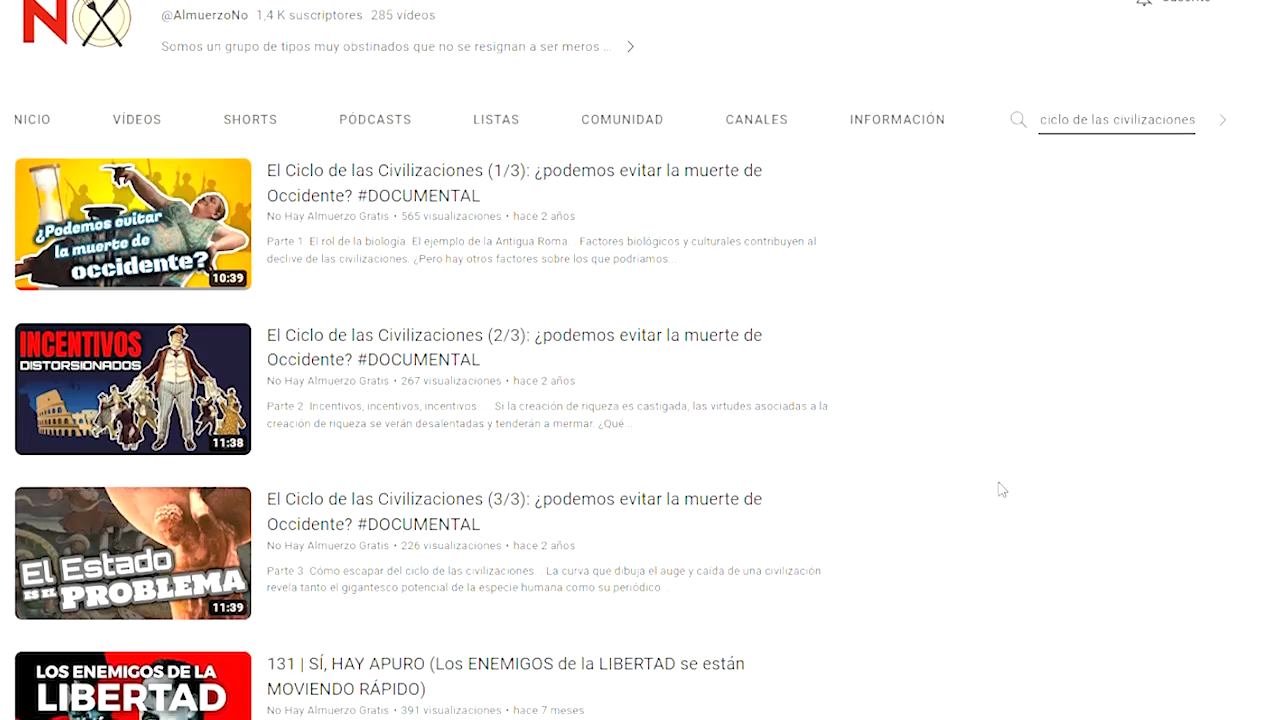 N
@AlmuerzoNo 1,4 K suscriptores 285 vídeos
Somos un grupo de tipos muy obstinados que no se resignan a ser meros ...
NICIO
VÍDEOS
SHORTS
PÓDCASTS
LISTAS
COMUNIDAD
CANALES
INFORMACIÓN
ciclo de las civilizaciones
¿Podemos evitar
la muerte de
occidente?
10:39
El Ciclo de las Civilizaciones (1/3): ¿podemos evitar la muerte de
Occidente? #DOCUMENTAL
No Hay Almuerzo Gratis • 565 visualizaciones • hace 2 años
Parte 1 El rol de la biología. El ejemplo de la Antigua Roma. Factores biológicos y culturales contribuyen al
declive de las civilizaciones. ¿Pero hay otros factores sobre los que podríamos...
INCENTIVOS
DISTORSIONADOS
11:38
El Ciclo de las Civilizaciones (2/3): ¿podemos evitar la muerte de
Occidente? #DOCUMENTAL
No Hay Almuerzo Gratis • 267 visualizaciones • hace 2 años
Parte 2 Incentivos, incentivos, incentivos Si la creación de riqueza es castigada, las virtudes asociadas a la
creación de riqueza se verán desalentadas y tenderán a mermar. ¿Qué...
El Estado
ES EL PROBLEMA
11:39
El Ciclo de las Civilizaciones (3/3): ¿podemos evitar la muerte de
Occidente? #DOCUMENTAL
No Hay Almuerzo Gratis • 226 visualizaciones • hace 2 años
Parte 3 Cómo escapar del ciclo de las civilizaciones La curva que dibuja el auge y caída de una civilización
revela tanto el gigantesco potencial de la especie humana como su periódico...
LOS ENEMIGOS DE LA
LIBERTAD
131 | SÍ, HAY APURO (Los ENEMIGOS de la LIBERTAD se están
MOVIENDO RÁPIDO)
No Hay Almuerzo Gratis • 391 visualizaciones • hace 7 meses